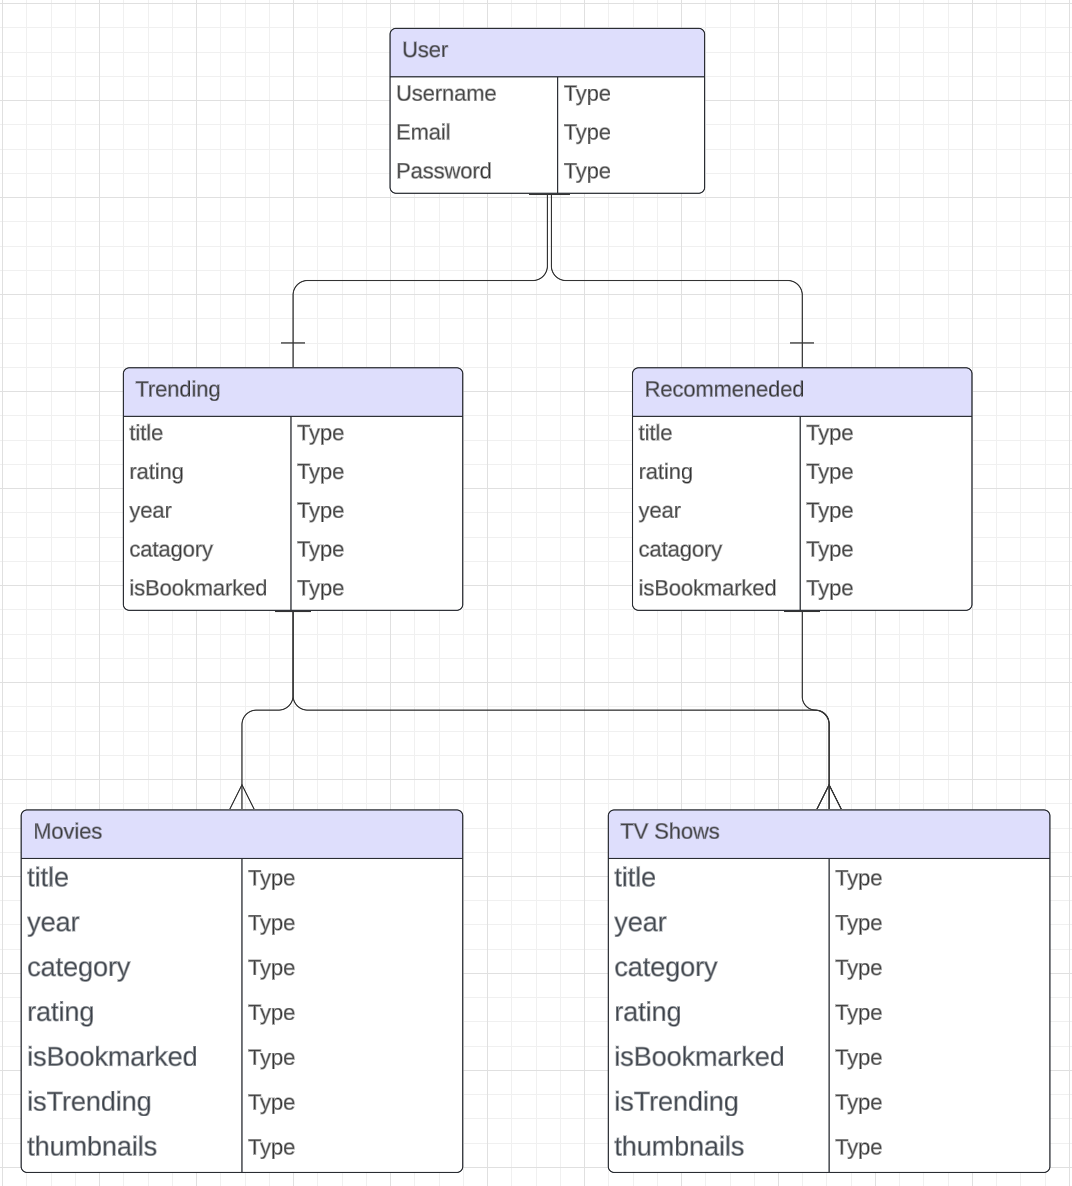 User
Username Type
Email Type
Password Type
Trending
title Type
rating Type
year Type
catagory Type
isBookmarked Type
Recommeneded
title Type
rating Type
year Type
catagory Type
isBookmarked Type
Movies
title Type
year Type
category Type
rating Type
isBookmarked Type
isTrending Type
thumbnails Type
TV Shows
title Type
year Type
category Type
rating Type
isBookmarked Type
isTrending Type
thumbnails Type